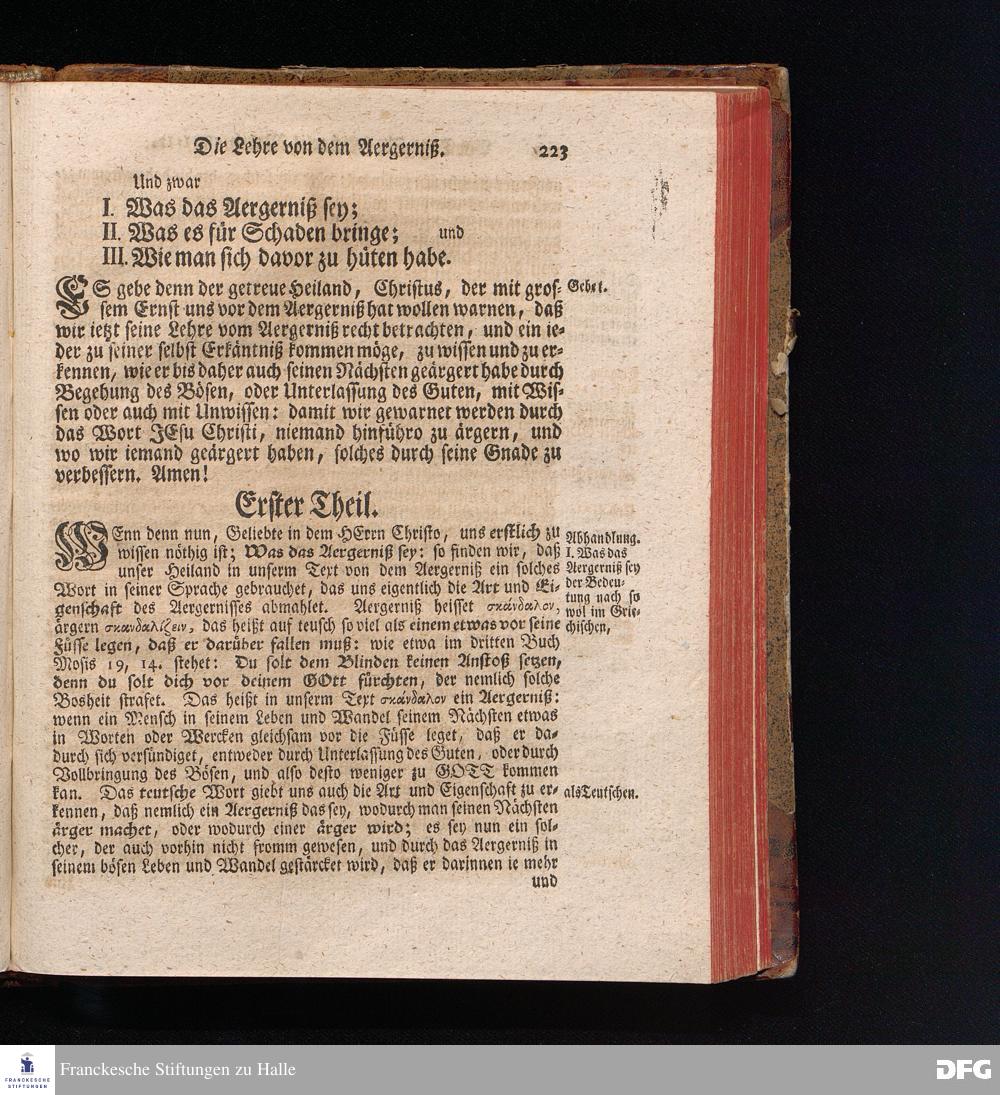 Die Lehre von dem Aergerniß. 223
Und zwar
I. Was das Aergerniß sey;
II. Was es für Schaden bringe; und
III. Wie man sich davor zu hüten habe.
ES gebe denn der getreue Heiland, Christus, der mit gros- Gebet.
sem Ernst uns vor dem Aergerniß hat wollen warnen, daß
wir ietzt seine Lehre vom Aergerniß recht betrachten, und ein ie-
der zu seiner selbst Erkäntniß kommen möge, zu wissen und zu er-
kennen, wie er bis daher auch seinen Nächsten geärgert habe durch
Begehung des Bösen, oder Unterlassung des Guten, mit Wis-
sen oder auch mit Unwissen: damit wir gewarnet werden durch
das Wort JEsu Christi, niemand hinführo zu ärgern, und
wo wir iemand geärgert haben, solches durch seine Gnade zu
verbessern. Amen!
Erster Theil.
WEnn denn nun, Geliebte in dem HErrn Christo, uns erstlich zu
wissen nöthig ist; Was das Aergerniß sey: so finden wir, daß
unser Heiland in unserm Text von dem Aergerniß ein solches
Wort in seiner Sprache gebrauchet, das uns eigentlich die Art und Ei-
genschaft des Aergernisses abmahlet. Aergerniß heisset σκάνδαλον,
ärgern σκανδαλίζειν, das heißt auf teusch so viel als einem etwas vor seine
Füsse legen, daß er darüber fallen muß: wie etwa im dritten Buch
Mosis 19, 14. stehet: Du solt dem Blinden keinen Anstoß setzen,
denn du solt dich vor deinem GOtt fürchten, der nemlich solche
Bosheit strafet. Das heißt in unserm Text σκάνδαλον ein Aergerniß:
wenn ein Mensch in seinem Leben und Wandel seinem Nächsten etwas
in Worten oder Wercken gleichsam vor die Füsse leget, daß er da-
durch sich versündiget, entweder durch Unterlassung des Guten, oder durch
Vollbringung des Bösen, und also desto weniger zu GOTT kommen
kan. Das teutsche Wort giebt uns auch die Art und Eigenschaft zu er-
kennen, daß nemlich ein Aergerniß das sey, wodurch man seinen Nächsten
ärger machet, oder wodurch einer ärger wird; es sey nun ein sol-
cher, der auch vorhin nicht fromm gewesen, und durch das Aergerniß in
seinem bösen Leben und Wandel gestärcket wird, daß er darinnen ie mehr
und
Abhandlung.
I. Was das
Aergerniß sey
der Bedeu-
tung nach so
wol im Grie-
chischen,
als Teutschen.
FRANCKESCHE
STIFTUNGEN
Franckesche Stiftungen zu Halle
DFG